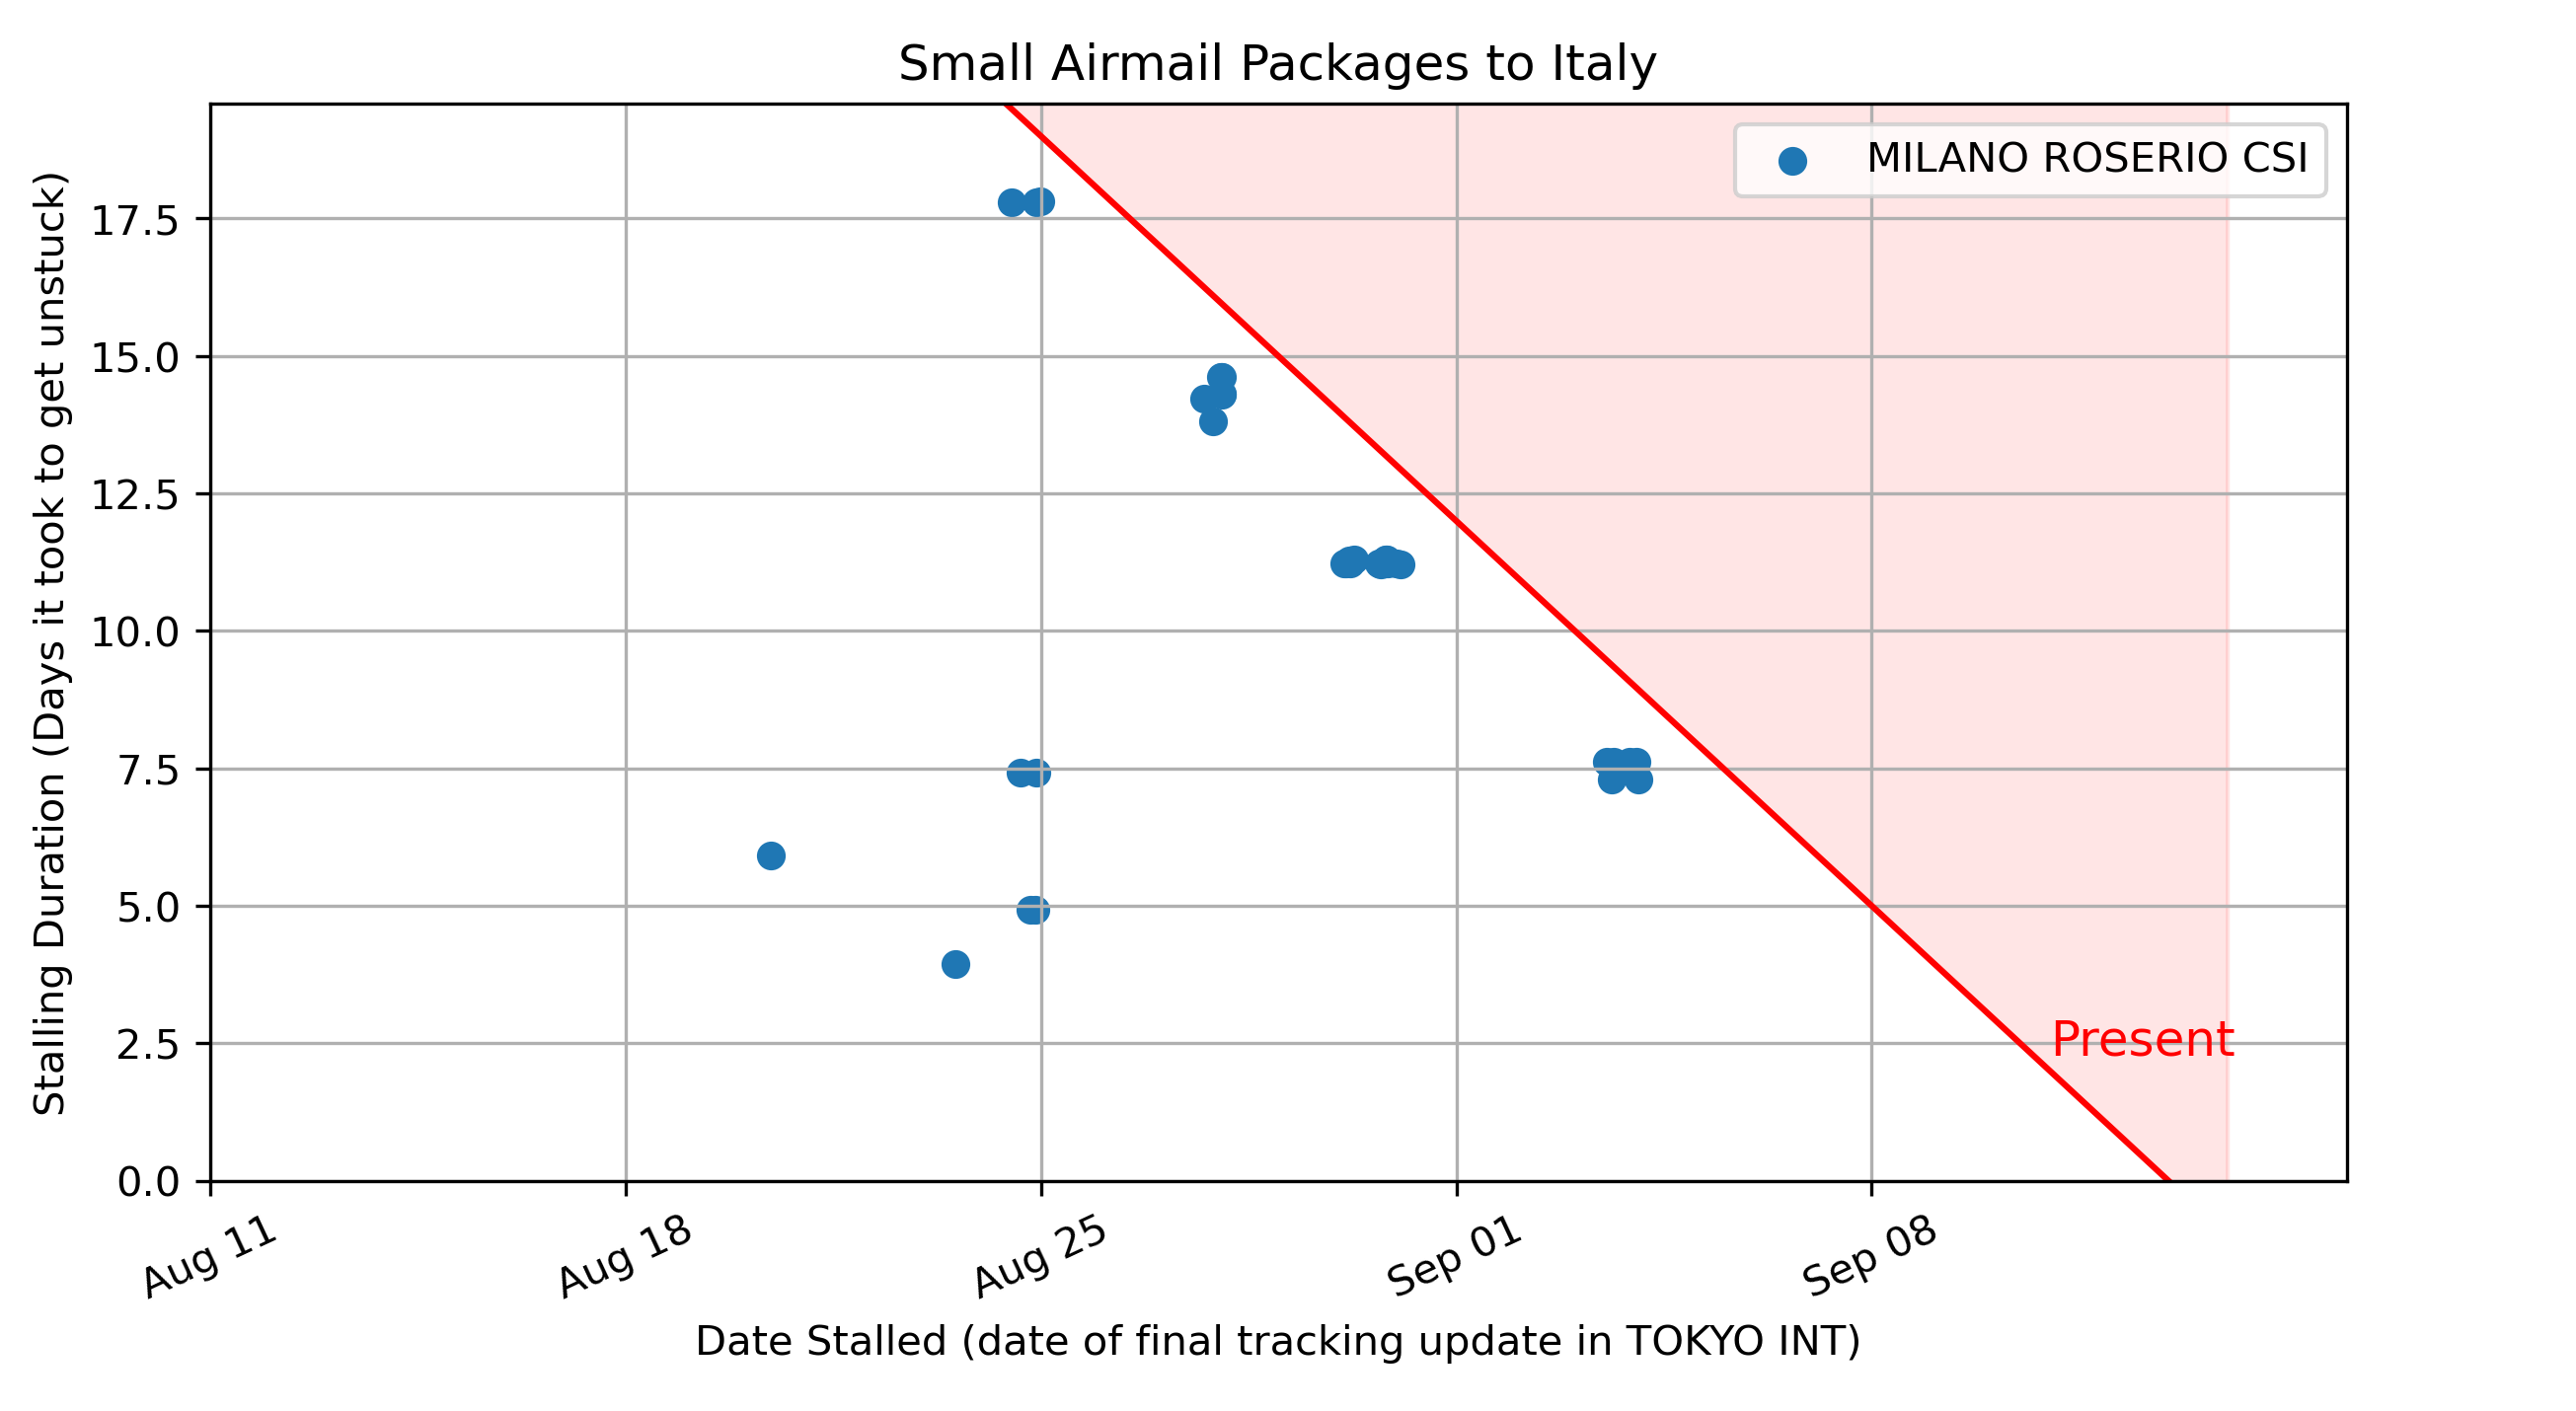 Small Airmail Packages to Italy
MILANO ROSERIO CSI
Stalling Duration (Days it took to get unstuck)
17.5
15.0
12.5
10.0
7.5
5.0
2.5
0.0
Present
Aug 11
Aug 18
Aug 25
Sep 01
Sep 08
Date Stalled (date of final tracking update in TOKYO INT)